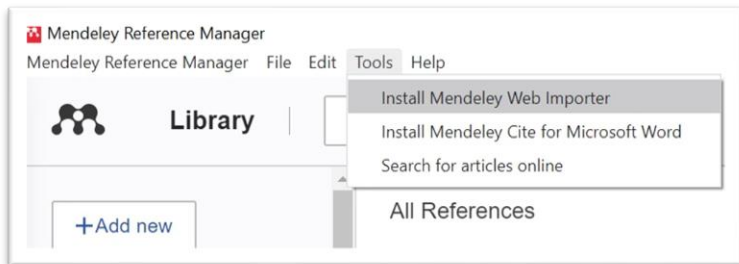 Mendeley Reference Manager
Mendeley Reference Manager File Edit Tools Help
Install Mendeley Web Importer
Install Mendeley Cite for Microsoft Word
Search for articles online
Library
All References
+Add new